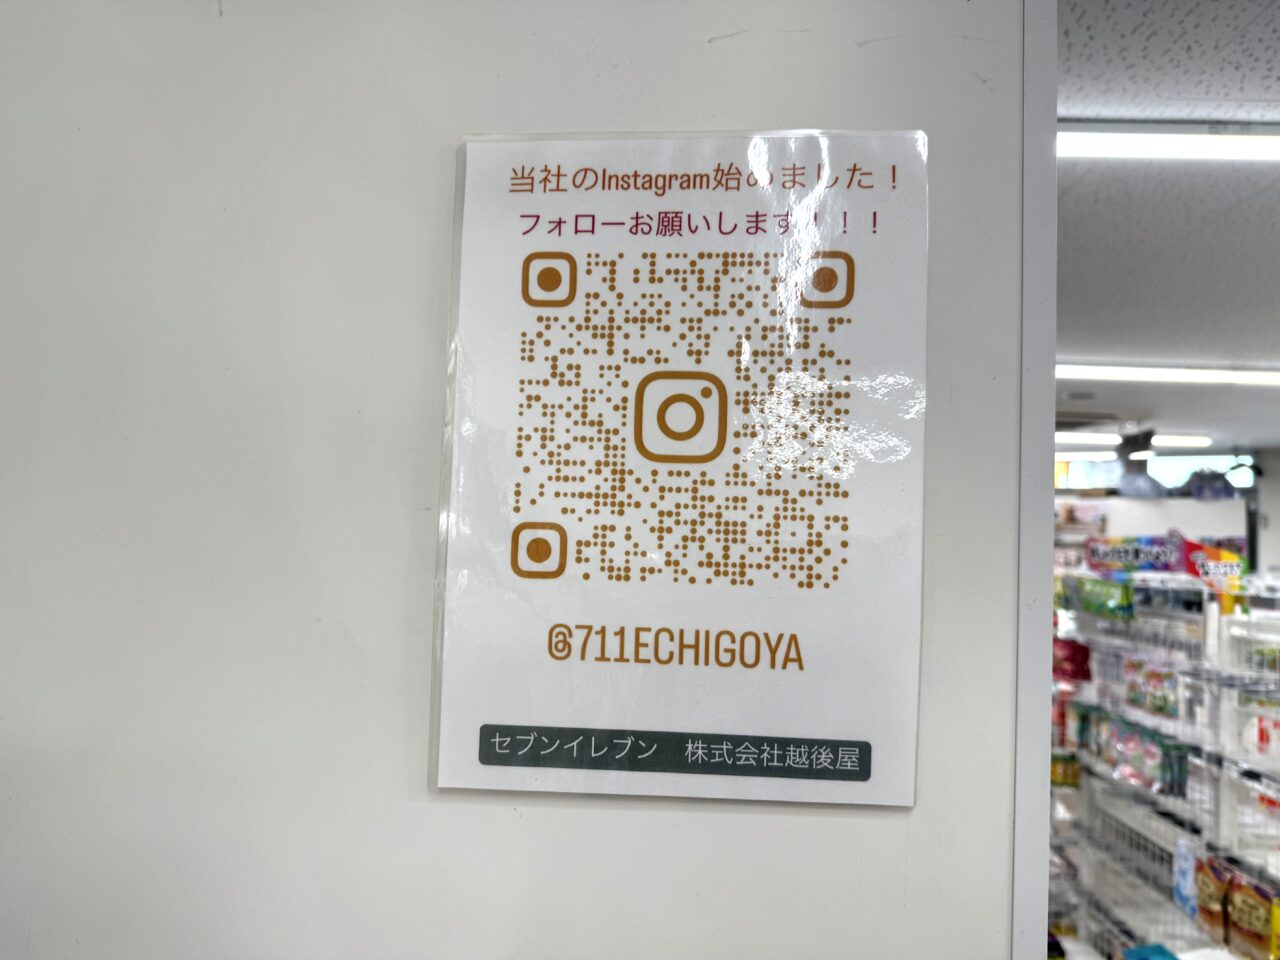 当社のInstagram始めました！
フォローお願いします！！！
@711ECHIGOYA
セブンイレブン　株式会社越後屋